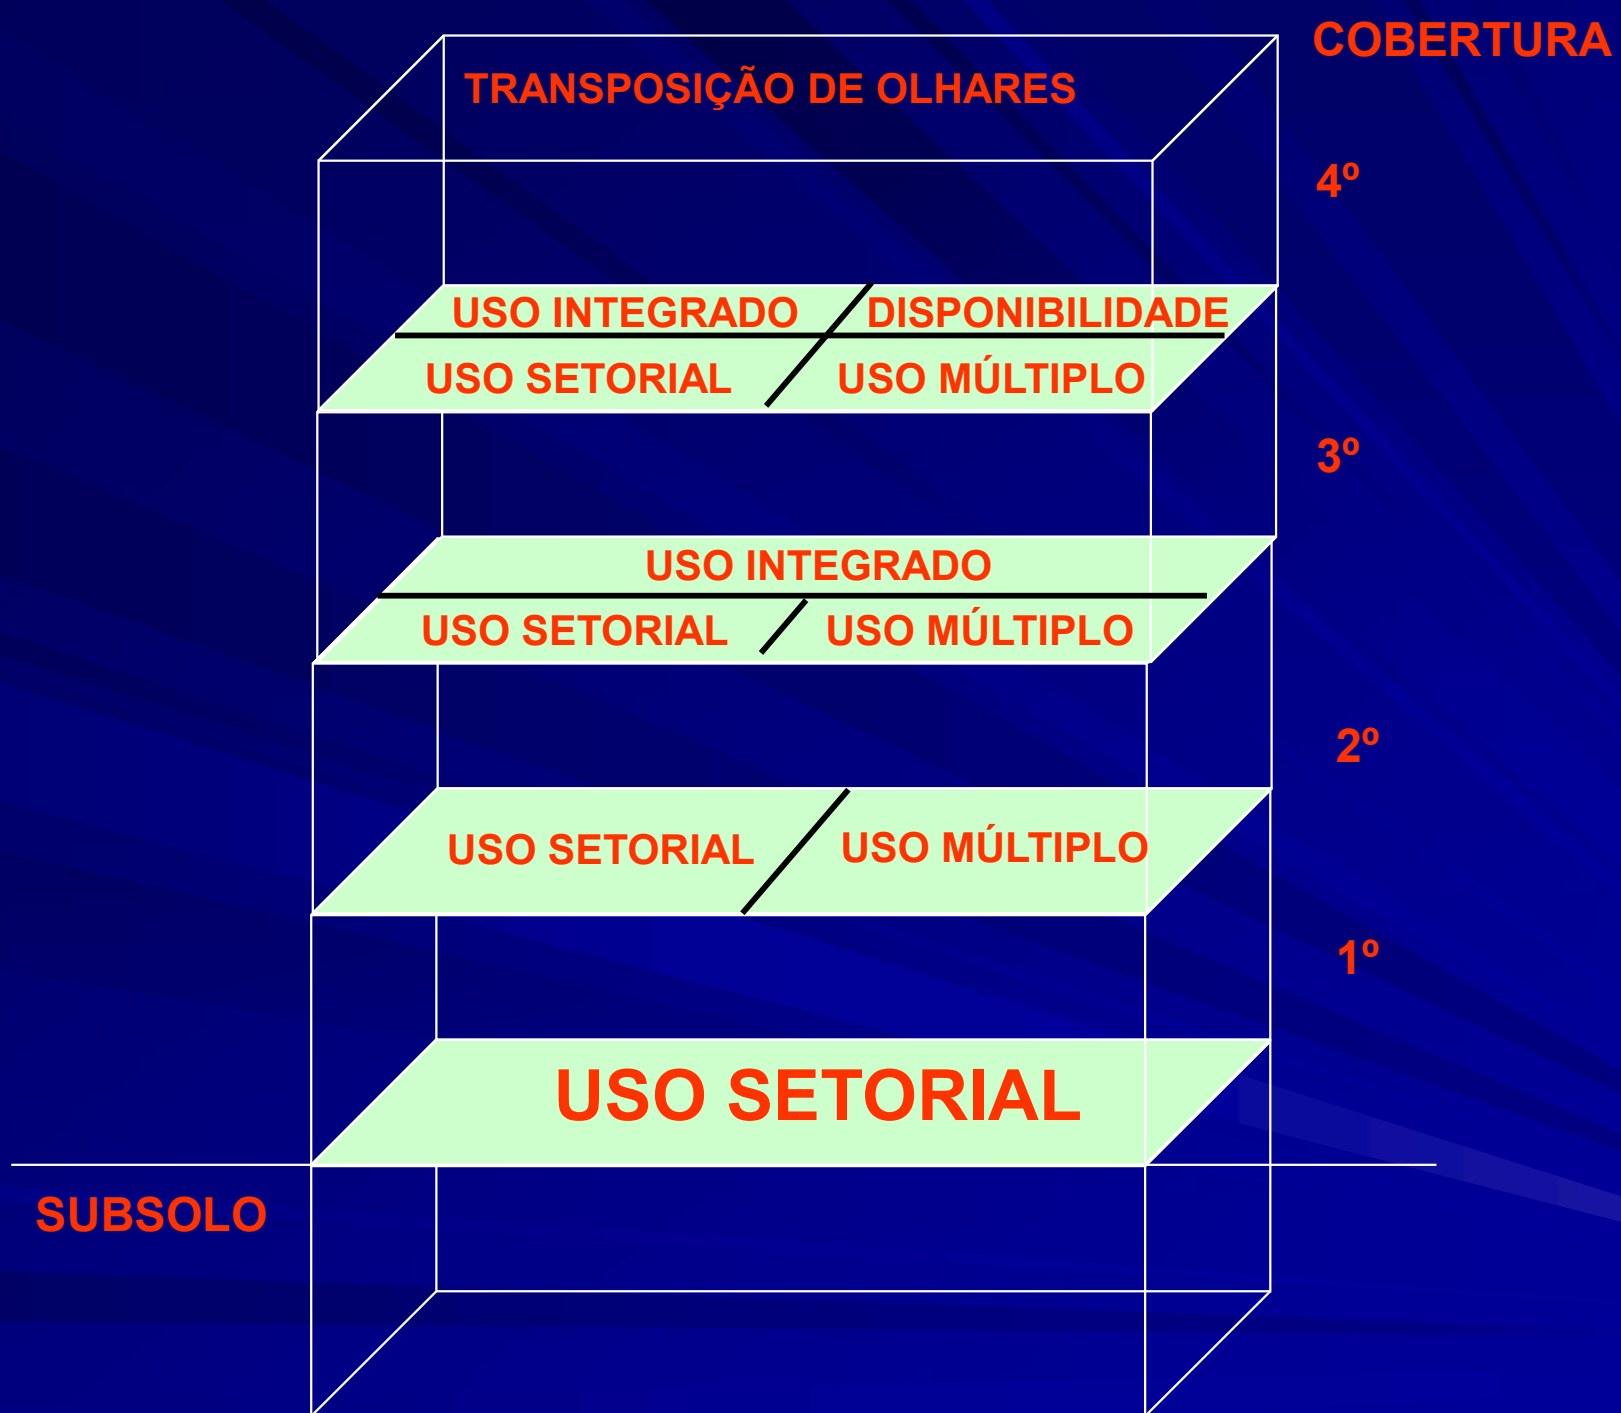 COBERTURA
TRANSPOSIÇÃO DE OLHARES
4º
USO INTEGRADO DISPONIBILIDADE
USO SETORIAL USO MÚLTIPLO
3º
USO INTEGRADO
USO SETORIAL USO MÚLTIPLO
2º
USO SETORIAL USO MÚLTIPLO
1º
USO SETORIAL
SUBSOLO